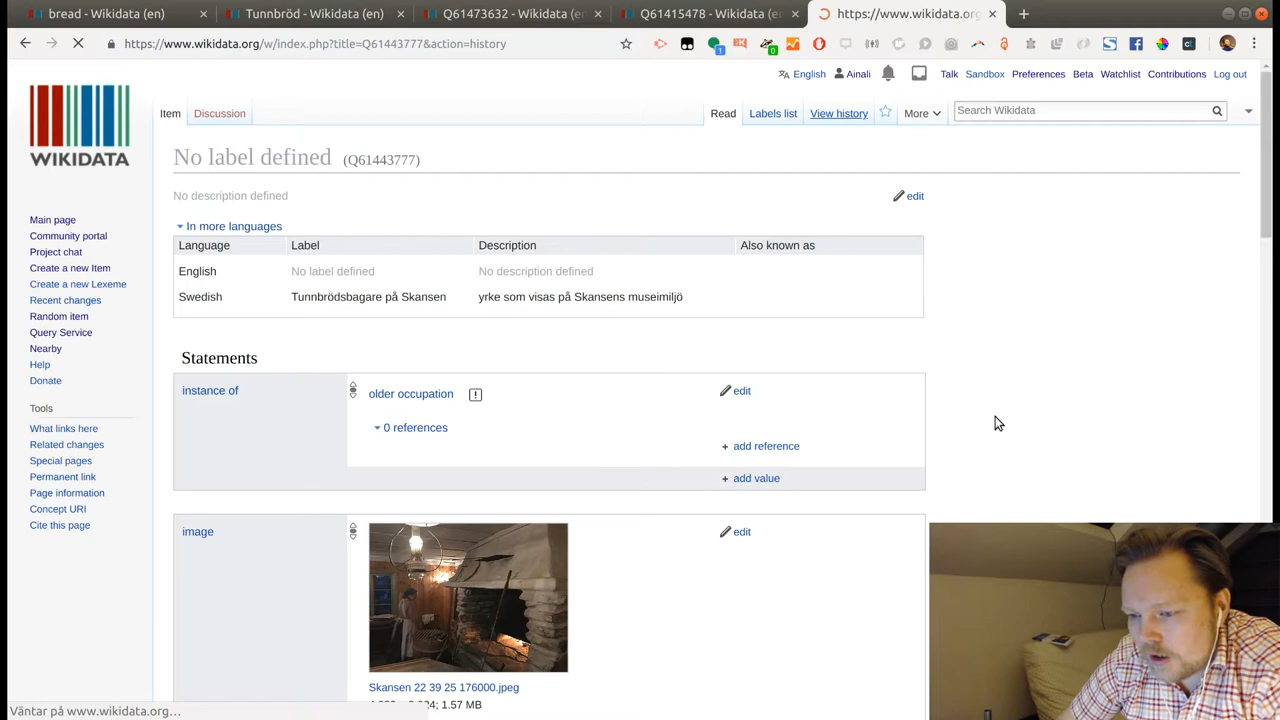 bread - Wikidata (en)
Tunnbröd - Wikidata (en)
Q61473632 - Wikidata (e
Q61415478 - Wikidata (e
https://www.wikidata.org
https://www.wikidata.org/w/index.php?title=Q61443777&action=history
1
0
English
Ainali
Talk
Sandbox
Preferences
Beta
Watchlist
Contributions
Log out
WIKIDATA
Item
Discussion
Read
Labels list
View history
More
Search Wikidata
No label defined (Q61443777)
No description defined
edit
In more languages
Language Label Description Also known as
English No label defined No description defined
Swedish Tunnbrödsbagare på Skansen yrke som visas på Skansens museimiljö
Main page
Community portal
Project chat
Create a new Item
Create a new Lexeme
Recent changes
Random item
Query Service
Nearby
Help
Donate
Tools
What links here
Related changes
Special pages
Permanent link
Page information
Concept URI
Cite this page
Statements
instance of
older occupation
edit
0 references
+ add reference
+ add value
image
edit
Skansen 22 39 25 176000.jpeg
Väntar på www.wikidata.org…